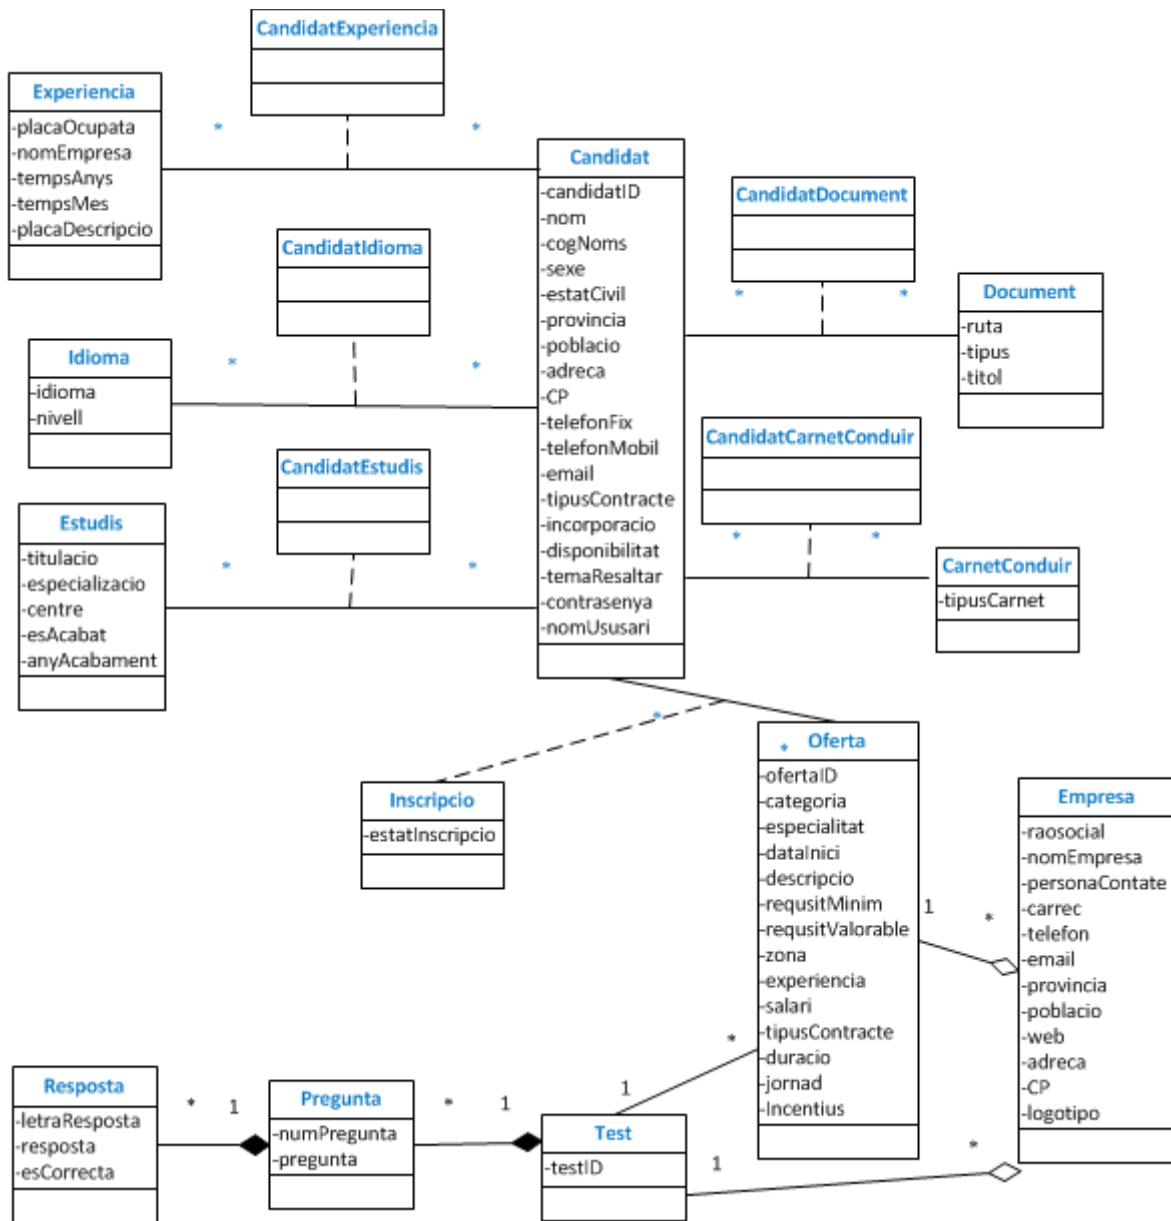 CandidatExperiencia
Experiencia
-placaOcupata
-nomEmpresa
-tempsAnys
-tempsMes
-placaDescripcio
*
*
Candidat
-candidatID
-nom
-cogNoms
-sexe
-estatCivil
-provincia
-poblacio
-adreca
-CP
-telefonFix
-telefonMobil
-email
-tipusContracte
-incorporacio
-disponibilitat
-temaResaltar
-contrasenya
-nomUsusari
CandidatDocument
*
*
Document
-ruta
-tipus
-titol
CandidatIdioma
*
*
Idioma
-idioma
-nivell
CandidatEstudis
*
*
Estudis
-titulacio
-especializacio
-centre
-esAcabat
-anyAcabament
CandidatCarnetConduir
*
*
CarnetConduir
-tipusCarnet
*
*
Inscripcio
-estatInscripcio
Oferta
-ofertaID
-categoria
-especialitat
-dataInici
-descripcio
-requsitMinim
-requsitValorable
-zona
-experiencia
-salari
-tipusContracte
-duracio
-jornad
-Incentius
1
*
Empresa
-raosocial
-nomEmpresa
-personaContate
-carrec
-telefon
-email
-provincia
-poblacio
-web
-adreca
-CP
-logotipo
*
1
Resposta
-letraResposta
-resposta
-esCorrecta
*
1
Pregunta
-numPregunta
-pregunta
*
1
Test
-testID
1
*